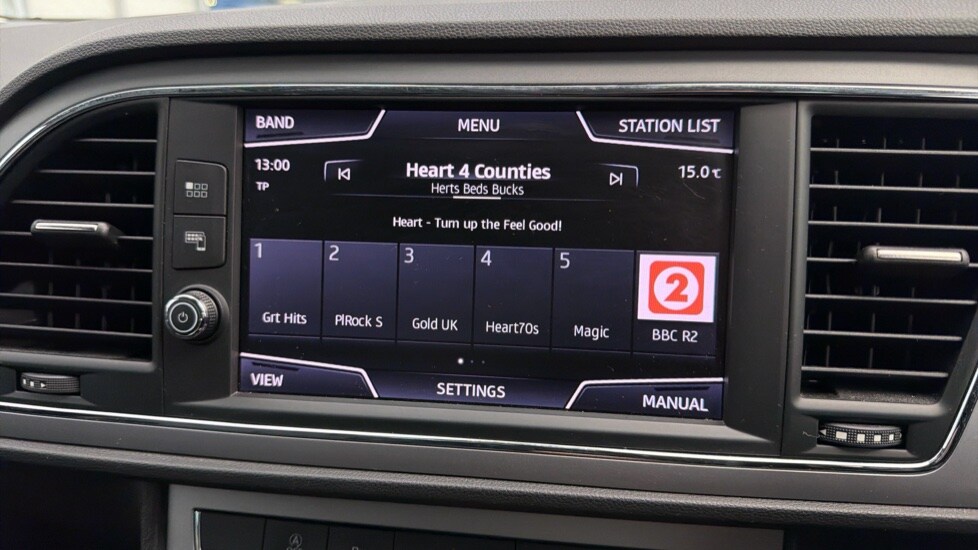 BAND
MENU
STATION LIST
13:00
Heart 4 Counties
15.0℃
TP
Herts Beds Bucks
Heart - Turn up the Feel Good!
1
2
3
4
5
2
Grt Hits
PlRock S
Gold UK
Heart70s
Magic
BBC R2
VIEW
SETTINGS
MANUAL